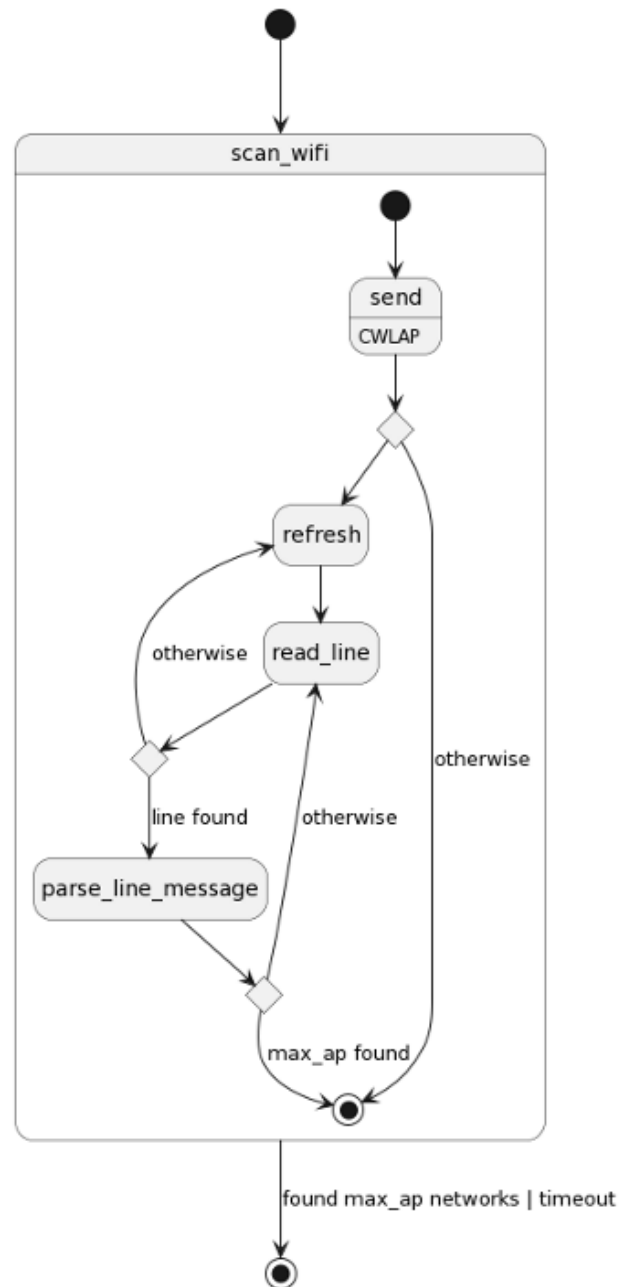 scan_wifi
send
CWLAP
refresh
otherwise
read_line
otherwise
line found
otherwise
parse_line_message
max_ap found
found max_ap networks | timeout